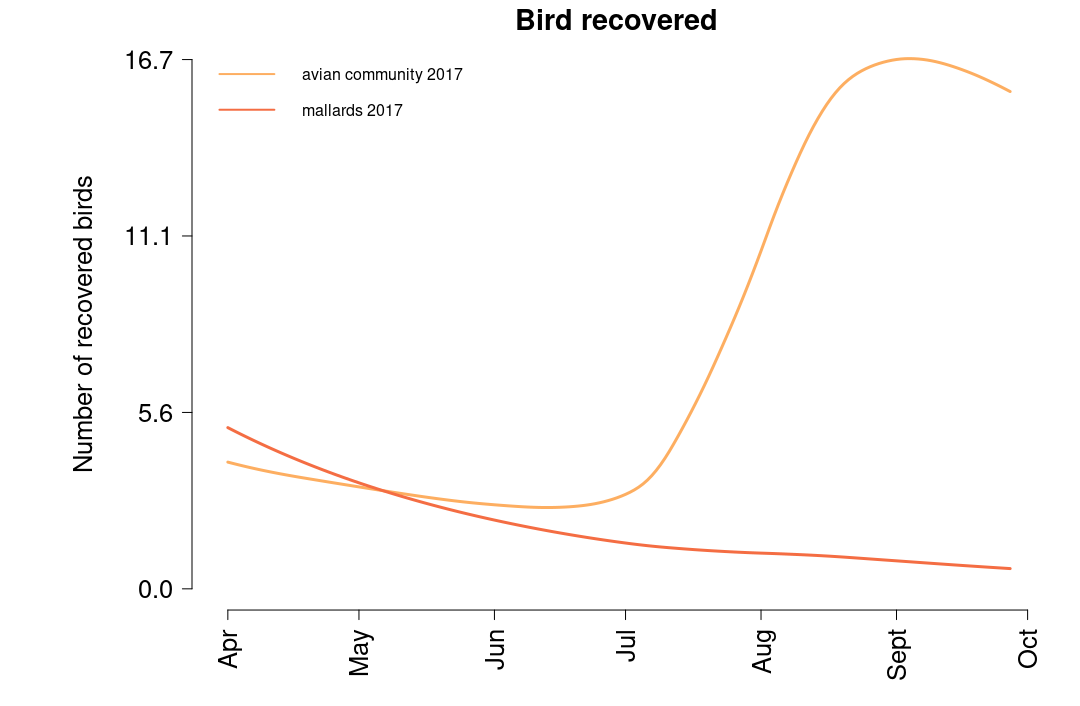 Bird recovered
avian community 2017
mallards 2017
Number of recovered birds
16.7
11.1
5.6
0.0
Apr
May
Jun
Jul
Aug
Sept
Oct